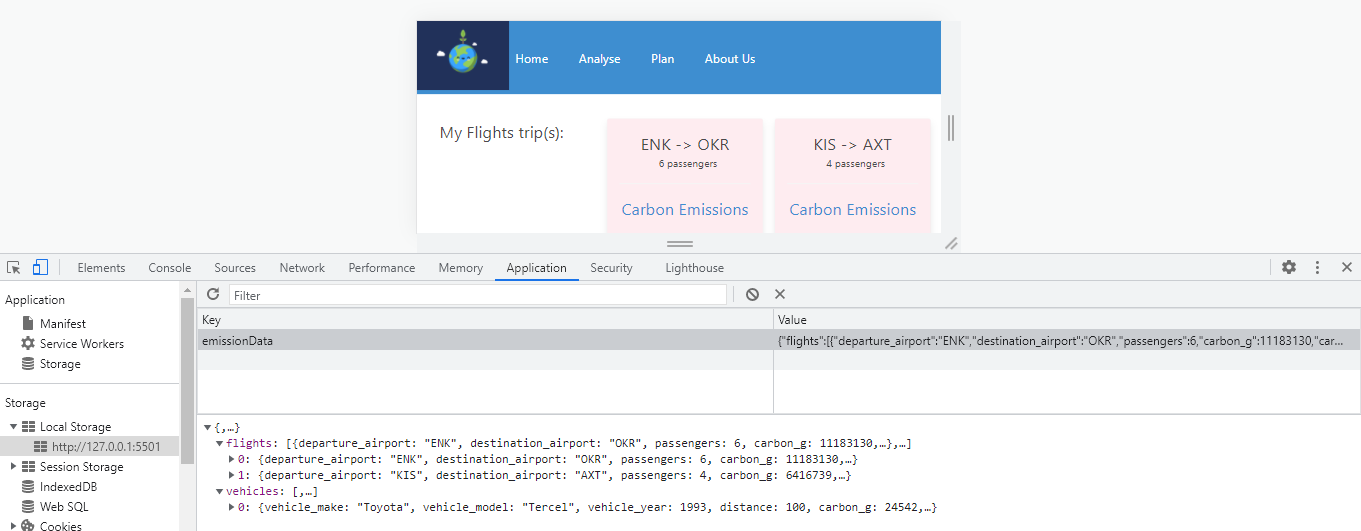 Home Analyse Plan About Us
My Flights trip(s):
ENK -> OKR
6 passengers
Carbon Emissions
KIS -> AXT
4 passengers
Carbon Emissions
Elements Console Sources Network Performance Memory Application Security Lighthouse
Application
Manifest
Service Workers
Storage
Storage
Local Storage
http://127.0.0.1:5501
Session Storage
IndexedDB
Web SQL
Cookies
Filter
Key Value
emissionData {"flights":[{"departure_airport":"ENK","destination_airport":"OKR","passengers":6,"carbon_g":11183130,"car...
{,…}
flights: [{departure_airport: "ENK", destination_airport: "OKR", passengers: 6, carbon_g: 11183130,…},…]
0: {departure_airport: "ENK", destination_airport: "OKR", passengers: 6, carbon_g: 11183130,…}
1: {departure_airport: "KIS", destination_airport: "AXT", passengers: 4, carbon_g: 6416739,…}
vehicles: [,…]
0: {vehicle_make: "Toyota", vehicle_model: "Tercel", vehicle_year: 1993, distance: 100, carbon_g: 24542,…}